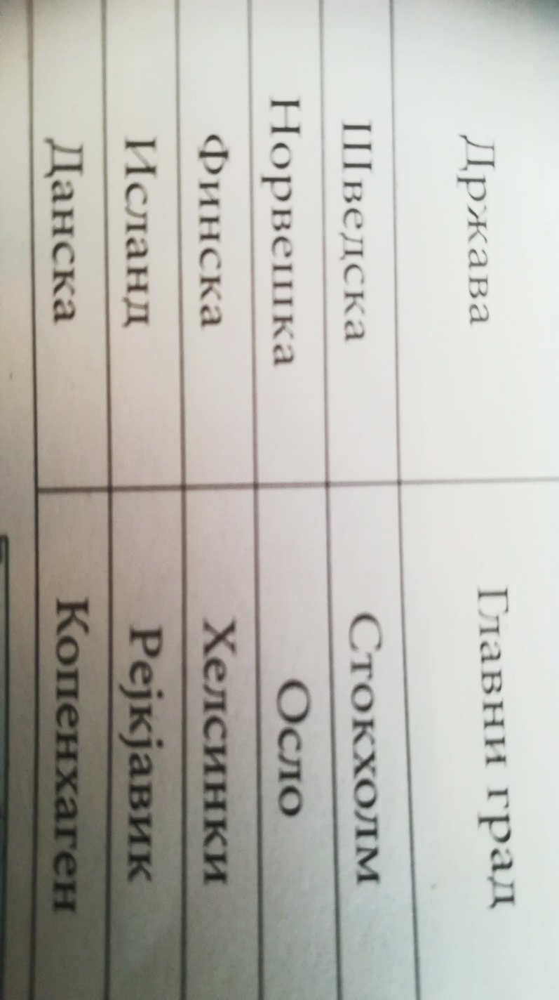 Држава Главни град
Шведска Стокхолм
Норвешка Осло
Финска Хелсинки
Исланд Рејкјавик
Данска Копенхаген